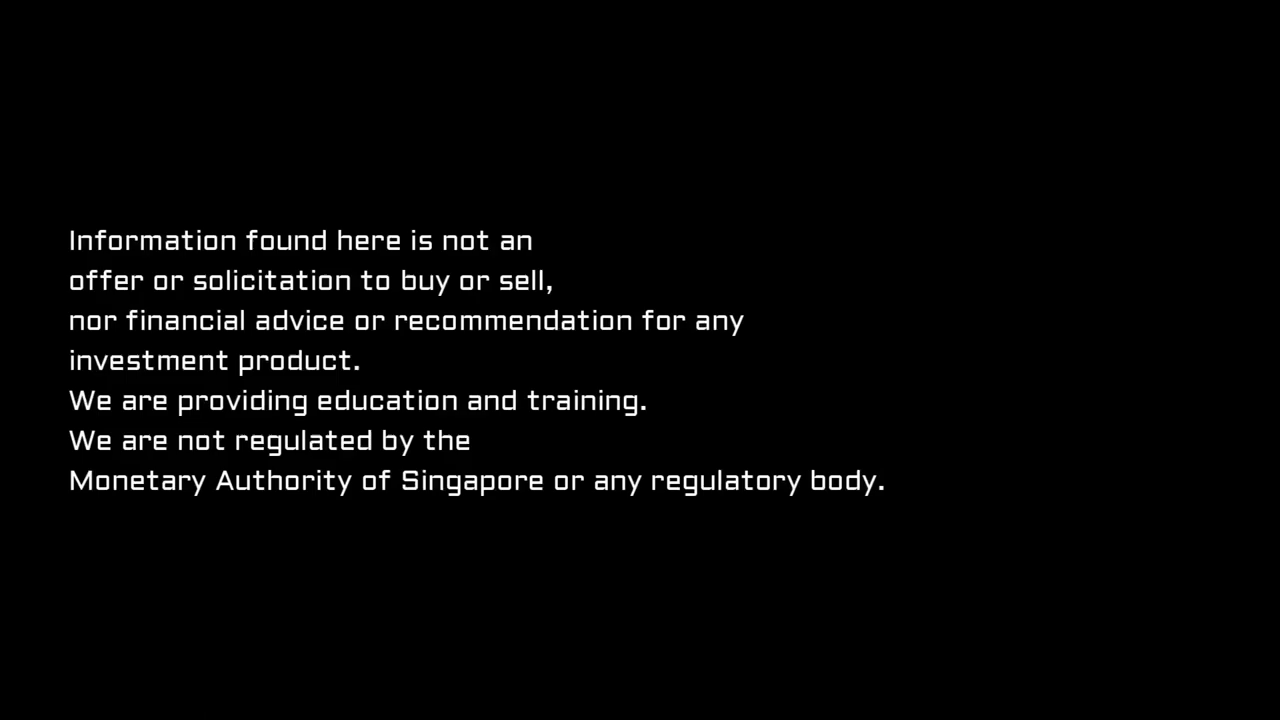 Information found here is not an
offer or solicitation to buy or sell,
nor financial advice or recommendation for any
investment product.
We are providing education and training.
We are not regulated by the
Monetary Authority of Singapore or any regulatory body.